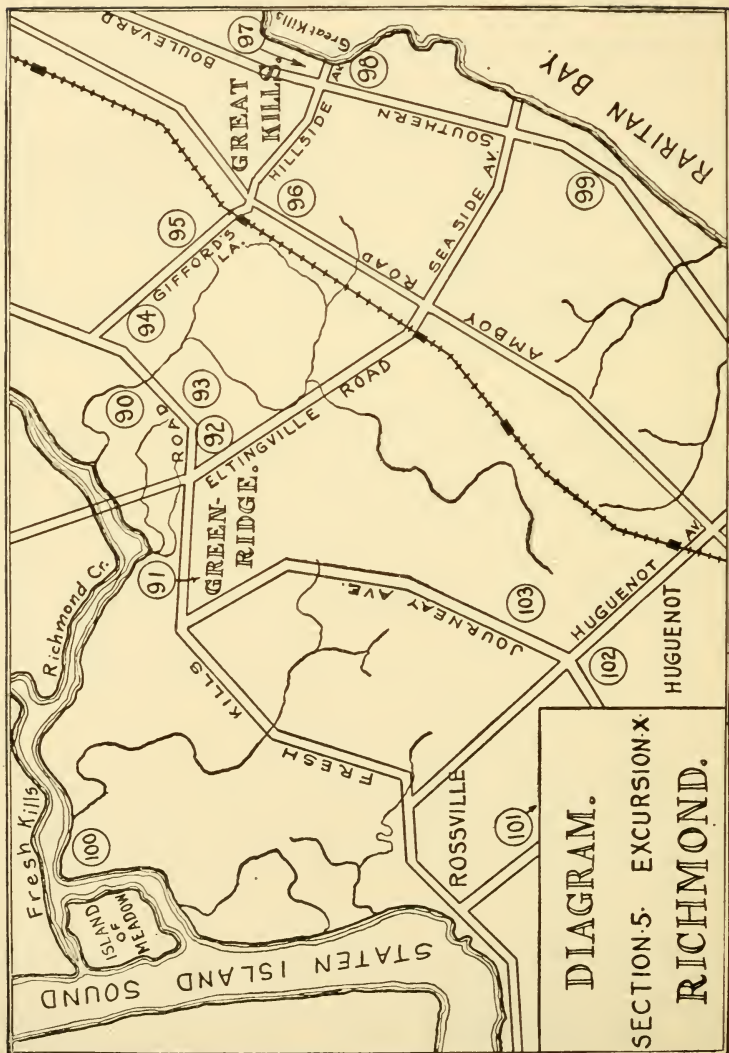 97
Great Kills
BOULEVARD
98
AV.
GREAT
KILLS.
HILLSIDE
SOUTHERN
RARITAN BAY.
95
96
GIFFORD'S
LA.
SEA SIDE AV.
99
94
ROAD
AMBOY
90
93
92
ROAD
ELTINGVILLE ROAD
Richmond Cr.
91
GREEN-
RIDGE.
JOURNEAY AVE.
103
HUGUENOT AV.
102
HUGUENOT
KILLS
FRESH
Fresh Kills
100
ISLAND
OF
MEADOW
ROSSVILLE
101
STATEN ISLAND SOUND
DIAGRAM.
SECTION·5· EXCURSION·X·
RICHMOND.